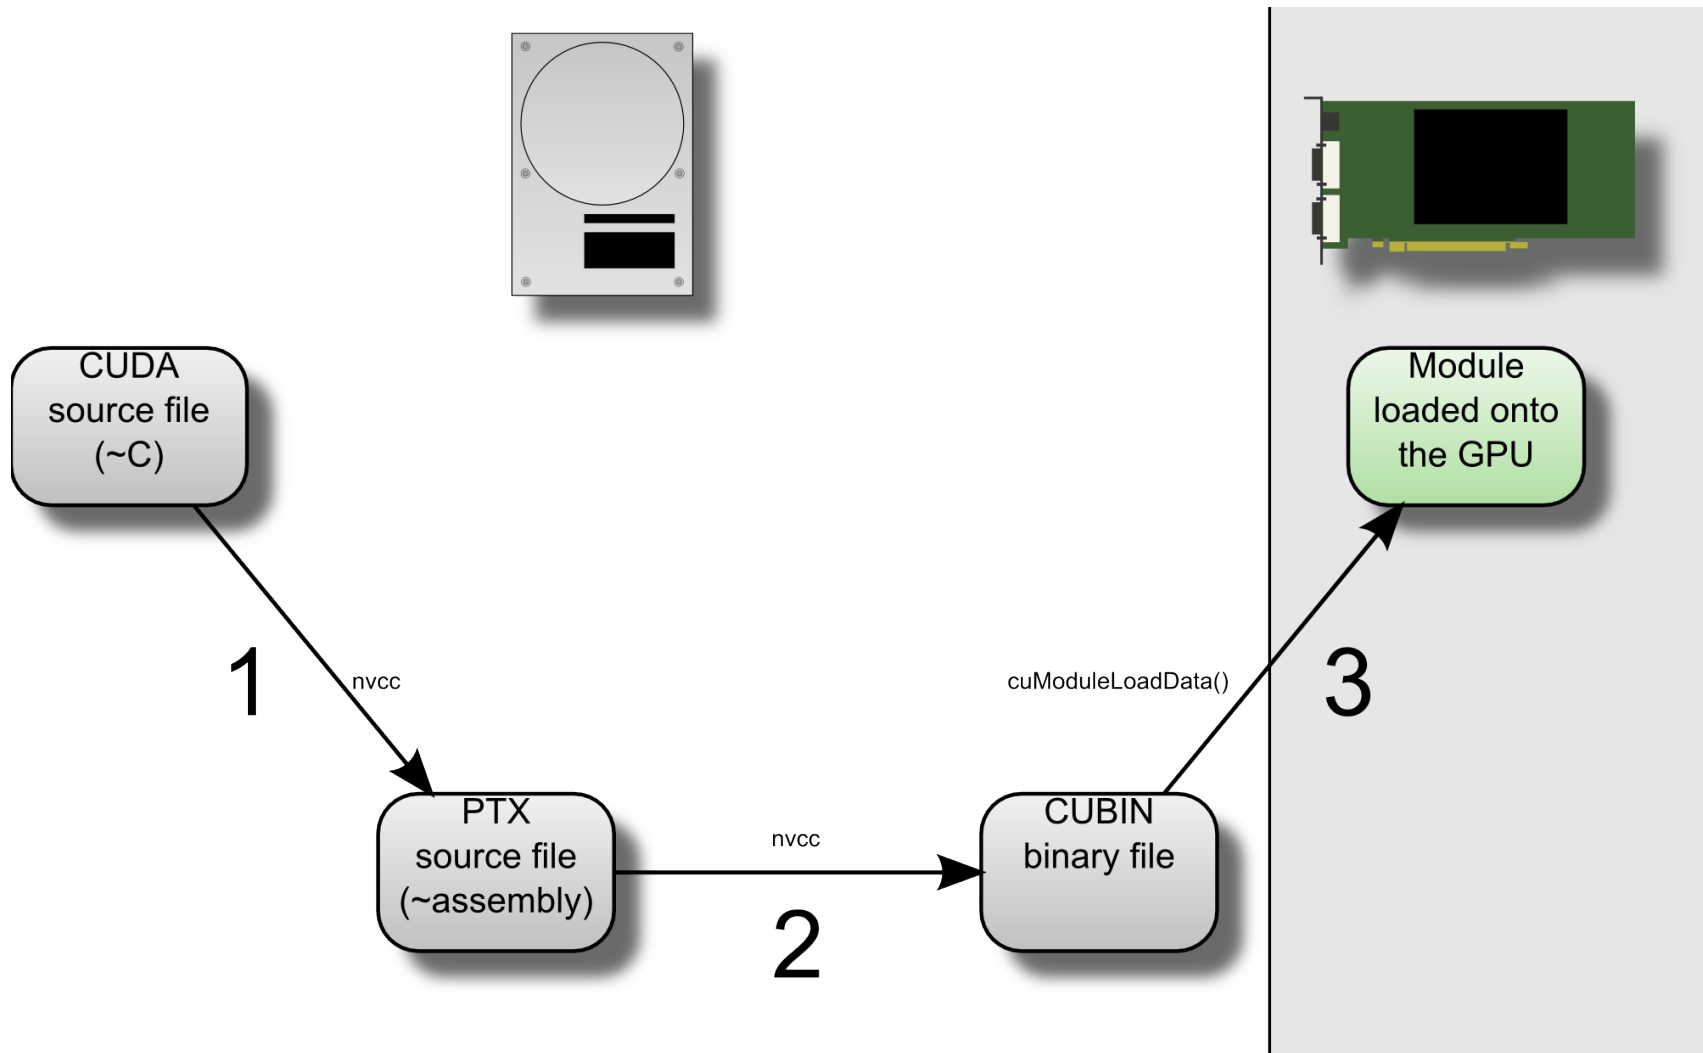 CUDA
source file
(~C)
Module
loaded onto
the GPU
1
nvcc
cuModuleLoadData()
3
PTX
source file
(~assembly)
nvcc
2
CUBIN
binary file